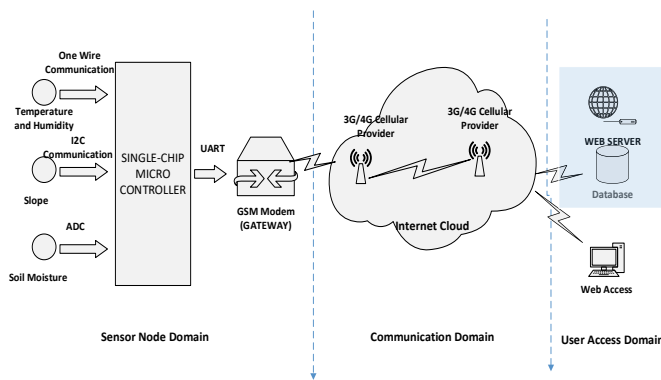 One Wire
Communication
Temperature
and Humidity
I2C
Communication
Slope
ADC
Soil Moisture
SINGLE-CHIP
MICRO
CONTROLLER
UART
GSM Modem
(GATEWAY)
3G/4G Cellular
Provider
3G/4G Cellular
Provider
Internet Cloud
WEB SERVER
Database
Web Access
Sensor Node Domain
Communication Domain
User Access Domain